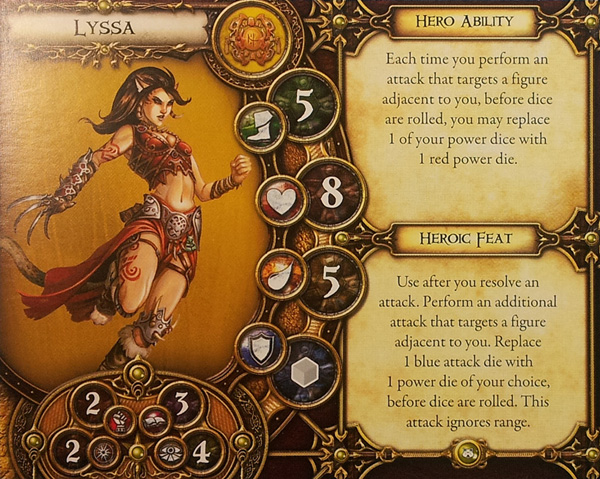 Lyssa
5
8
5
2
3
2
4
Hero Ability
Each time you perform an
attack that targets a figure
adjacent to you, before dice
are rolled, you may replace
1 of your power dice with
1 red power die.
Heroic Feat
Use after you resolve an
attack. Perform an additional
attack that targets a figure
adjacent to you. Replace
1 blue attack die with
1 power die of your choice,
before dice are rolled. This
attack ignores range.